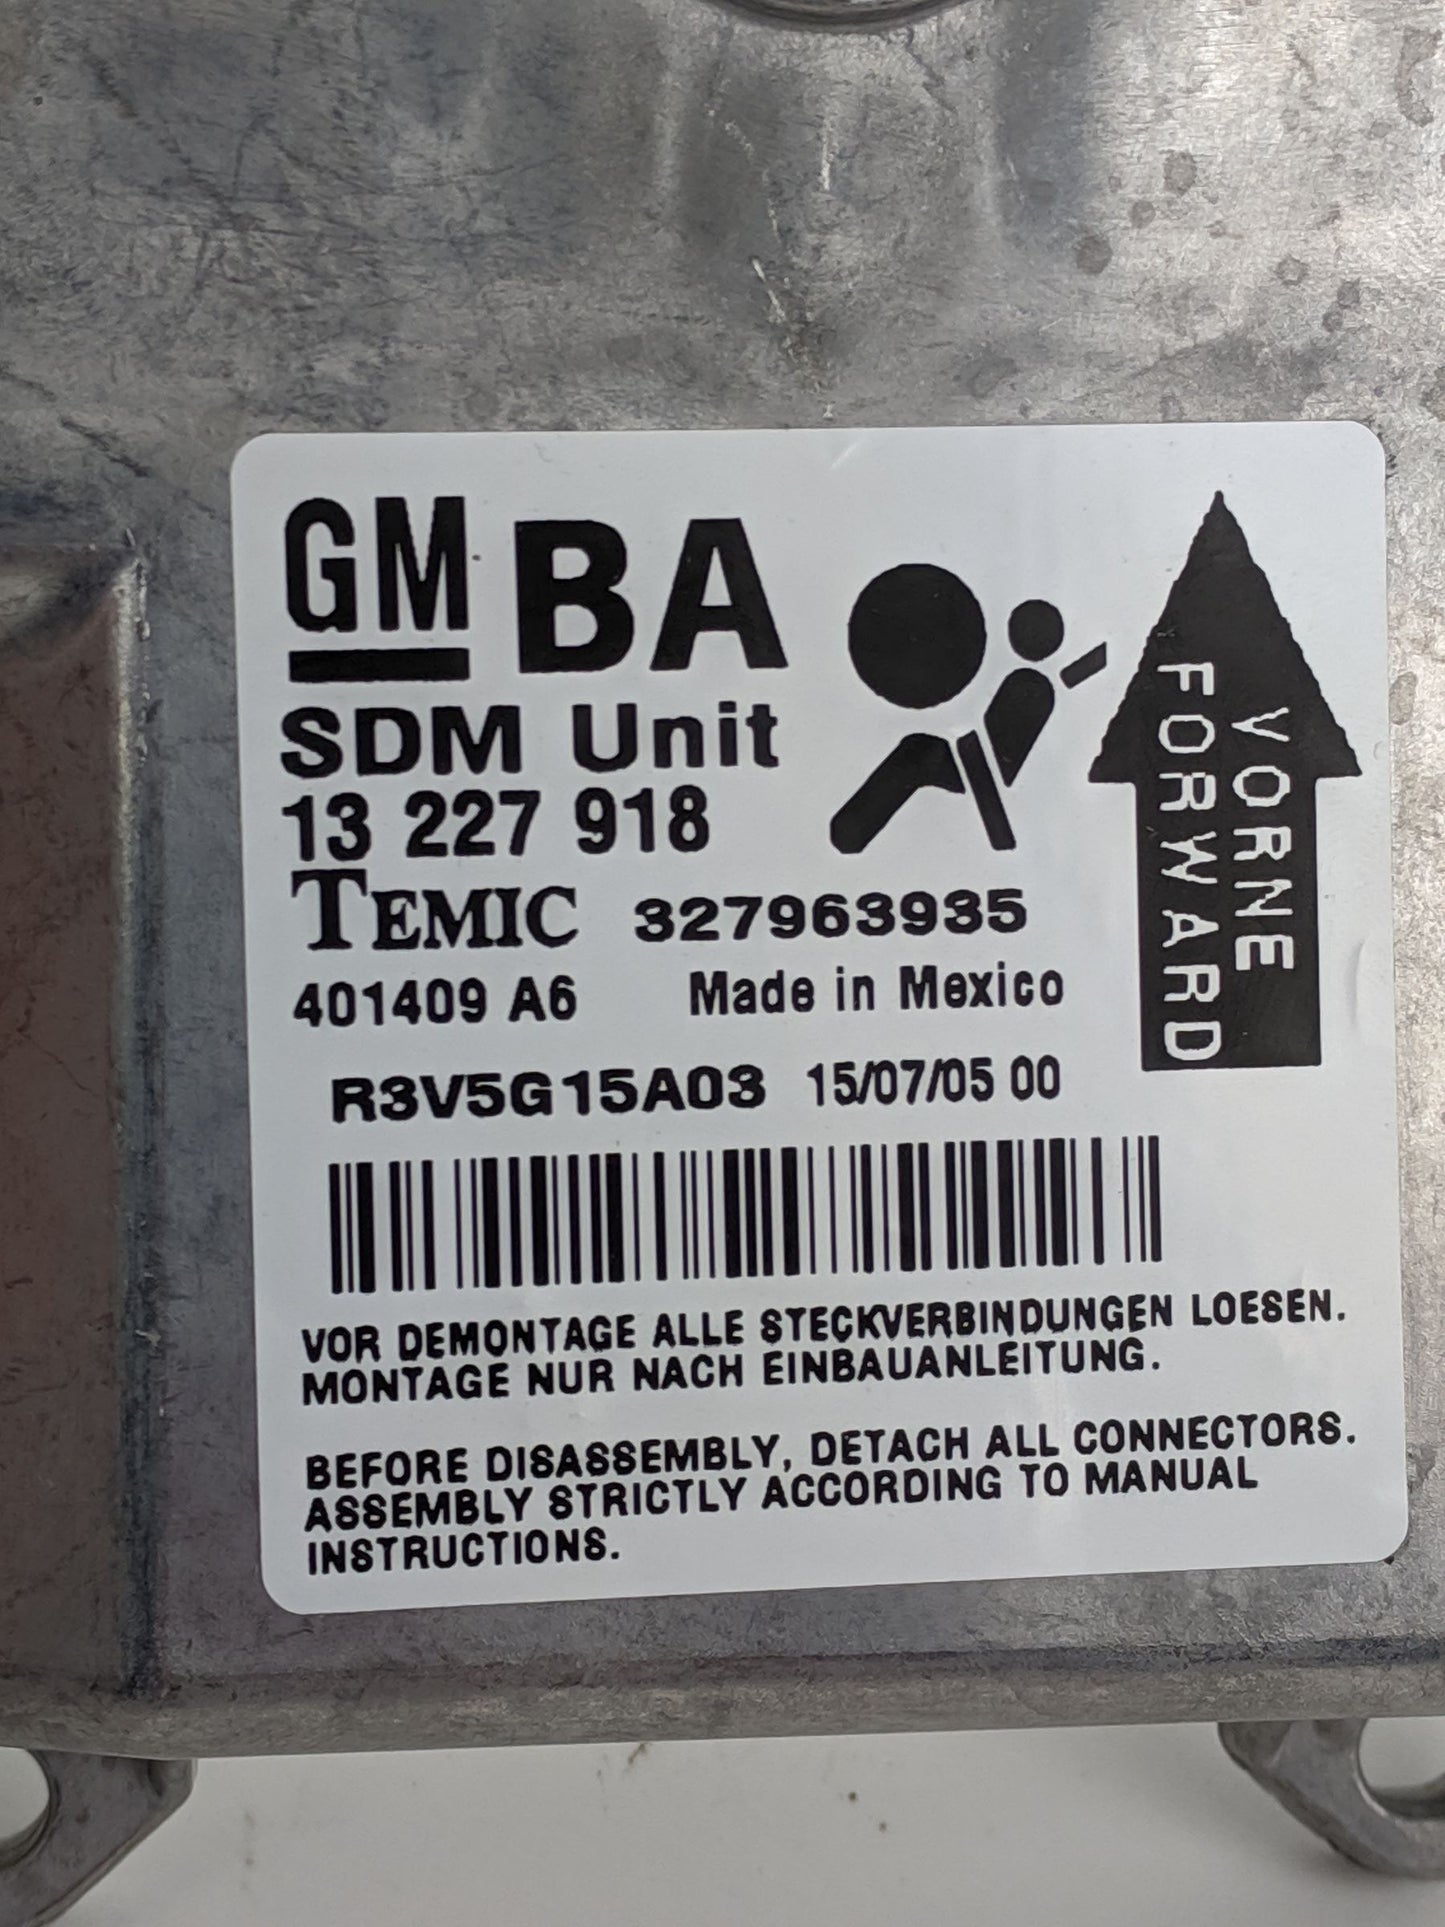 GM BA
SDM Unit
13 227 918
TEMIC 327963935
401409 A6 Made in Mexico
R3V5G15A03 15/07/05 00
VORNE
FORWARD
VOR DEMONTAGE ALLE STECKVERBINDUNGEN LOESEN.
MONTAGE NUR NACH EINBAUANLEITUNG.
BEFORE DISASSEMBLY, DETACH ALL CONNECTORS.
ASSEMBLY STRICTLY ACCORDING TO MANUAL
INSTRUCTIONS.